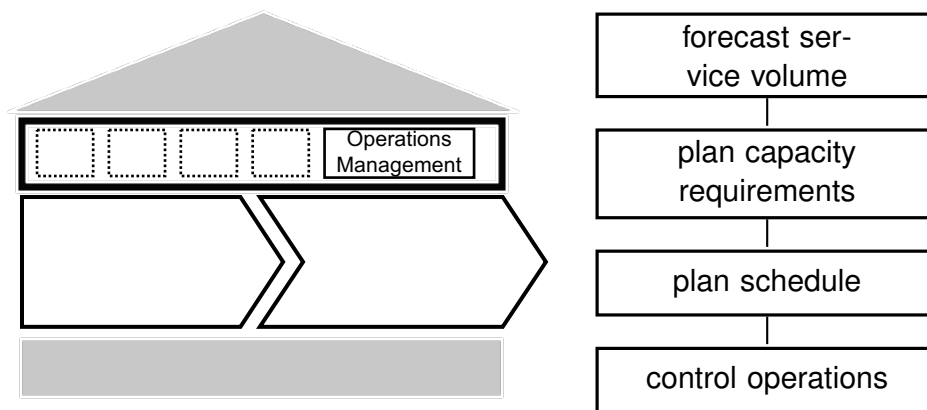 Operations
Management
forecast ser-
vice volume
plan capacity
requirements
plan schedule
control operations